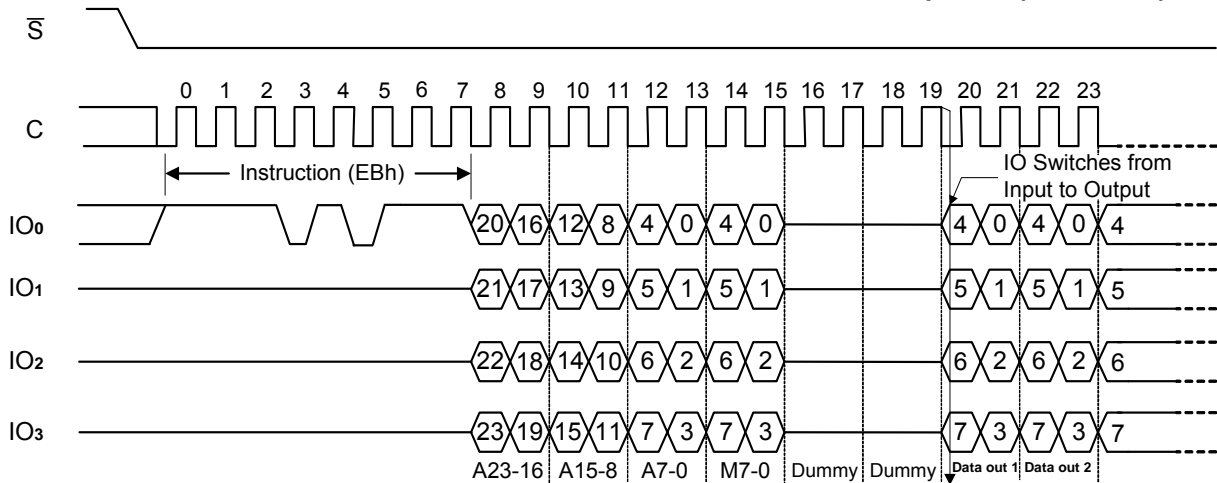 S
0 1 2 3 4 5 6 7 8 9 10 11 12 13 14 15 16 17 18 19 20 21 22 23
C
Instruction (EBh)
IO Switches from
Input to Output
IO0 20 16 12 8 4 0 4 0 4 0 4 0 4
IO1 21 17 13 9 5 1 5 1 5 1 5 1 5
IO2 22 18 14 10 6 2 6 2 6 2 6 2 6
IO3 23 19 15 11 7 3 7 3 7 3 7 3 7
A23-16 A15-8 A7-0 M7-0 Dummy Dummy Data out 1 Data out 2